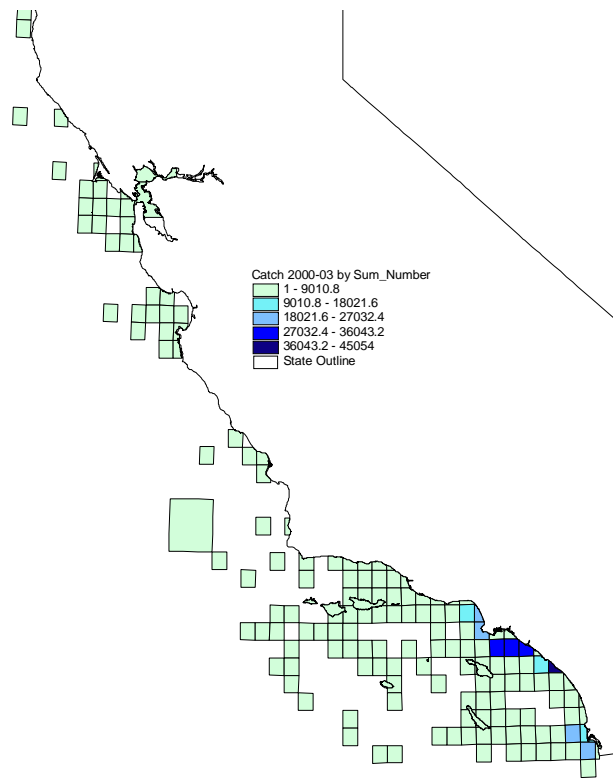 Catch 2000-03 by Sum_Number
1 - 9010.8
9010.8 - 18021.6
18021.6 - 27032.4
27032.4 - 36043.2
36043.2 - 45054
State Outline